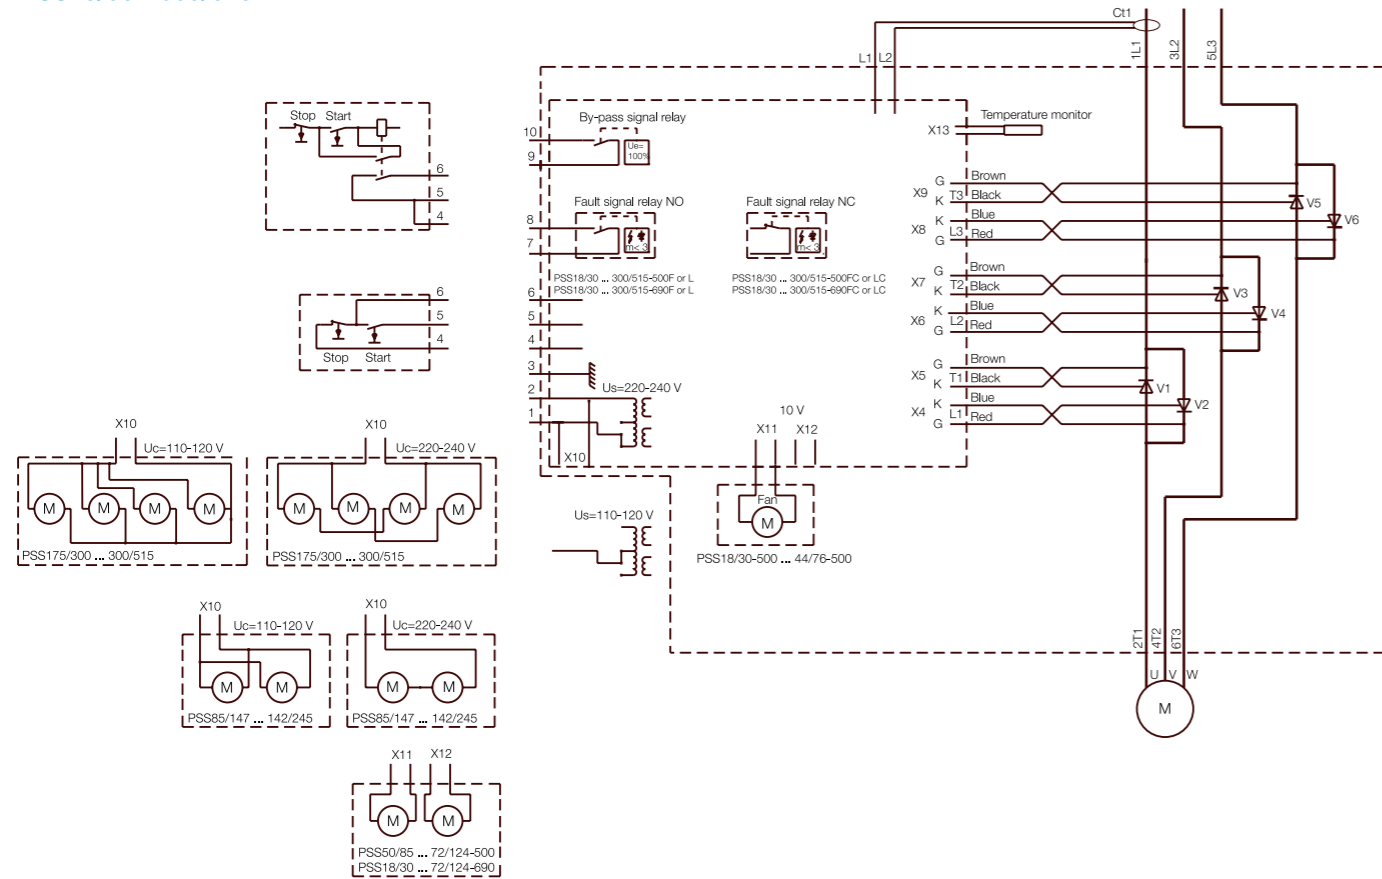 Ct1
1L1
3L2
5L3
L1 L2
Stop Start
6
5
4
10
9
By-pass signal relay
Ue=
100%
Temperature monitor
X13
8
7
Fault signal relay NO
m< 3
Fault signal relay NC
m< 3
PSS18/30 ... 300/515-500F or L
PSS18/30 ... 300/515-690F or L
PSS18/30 ... 300/515-500FC or LC
PSS18/30 ... 300/515-690FC or LC
X9
G Brown
K T3 Black
X8
K Blue
G L3 Red
X7
G Brown
K T2 Black
X6
K Blue
G L2 Red
X5
G Brown
K T1 Black
X4
K Blue
G L1 Red
V5
V6
V3
V4
V1
V2
6
5
4
Stop Start
6
5
4
3
2
1
Us=220-240 V
X10
10 V
X11 X12
Fan
M
PSS18/30-500 ... 44/76-500
Us=110-120 V
X10
Uc=110-120 V
M M M M
PSS175/300 ... 300/515
X10
Uc=220-240 V
M M M M
PSS175/300 ... 300/515
X10
Uc=110-120 V
M M
PSS85/147 ... 142/245
X10
Uc=220-240 V
M M
PSS85/147 ... 142/245
X11 X12
M M
PSS50/85 ... 72/124-500
PSS18/30 ... 72/124-690
2T1
4T2
6T3
U V W
M